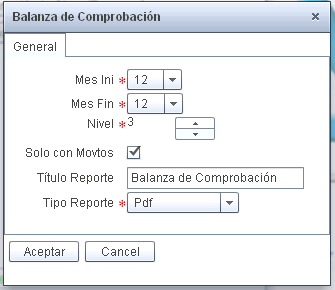 Balanza de Comprobación
General
Mes Ini * 12
Mes Fin * 12
Nivel * 3
Solo con Movtos
Título Reporte Balanza de Comprobación
Tipo Reporte * Pdf
Aceptar Cancel